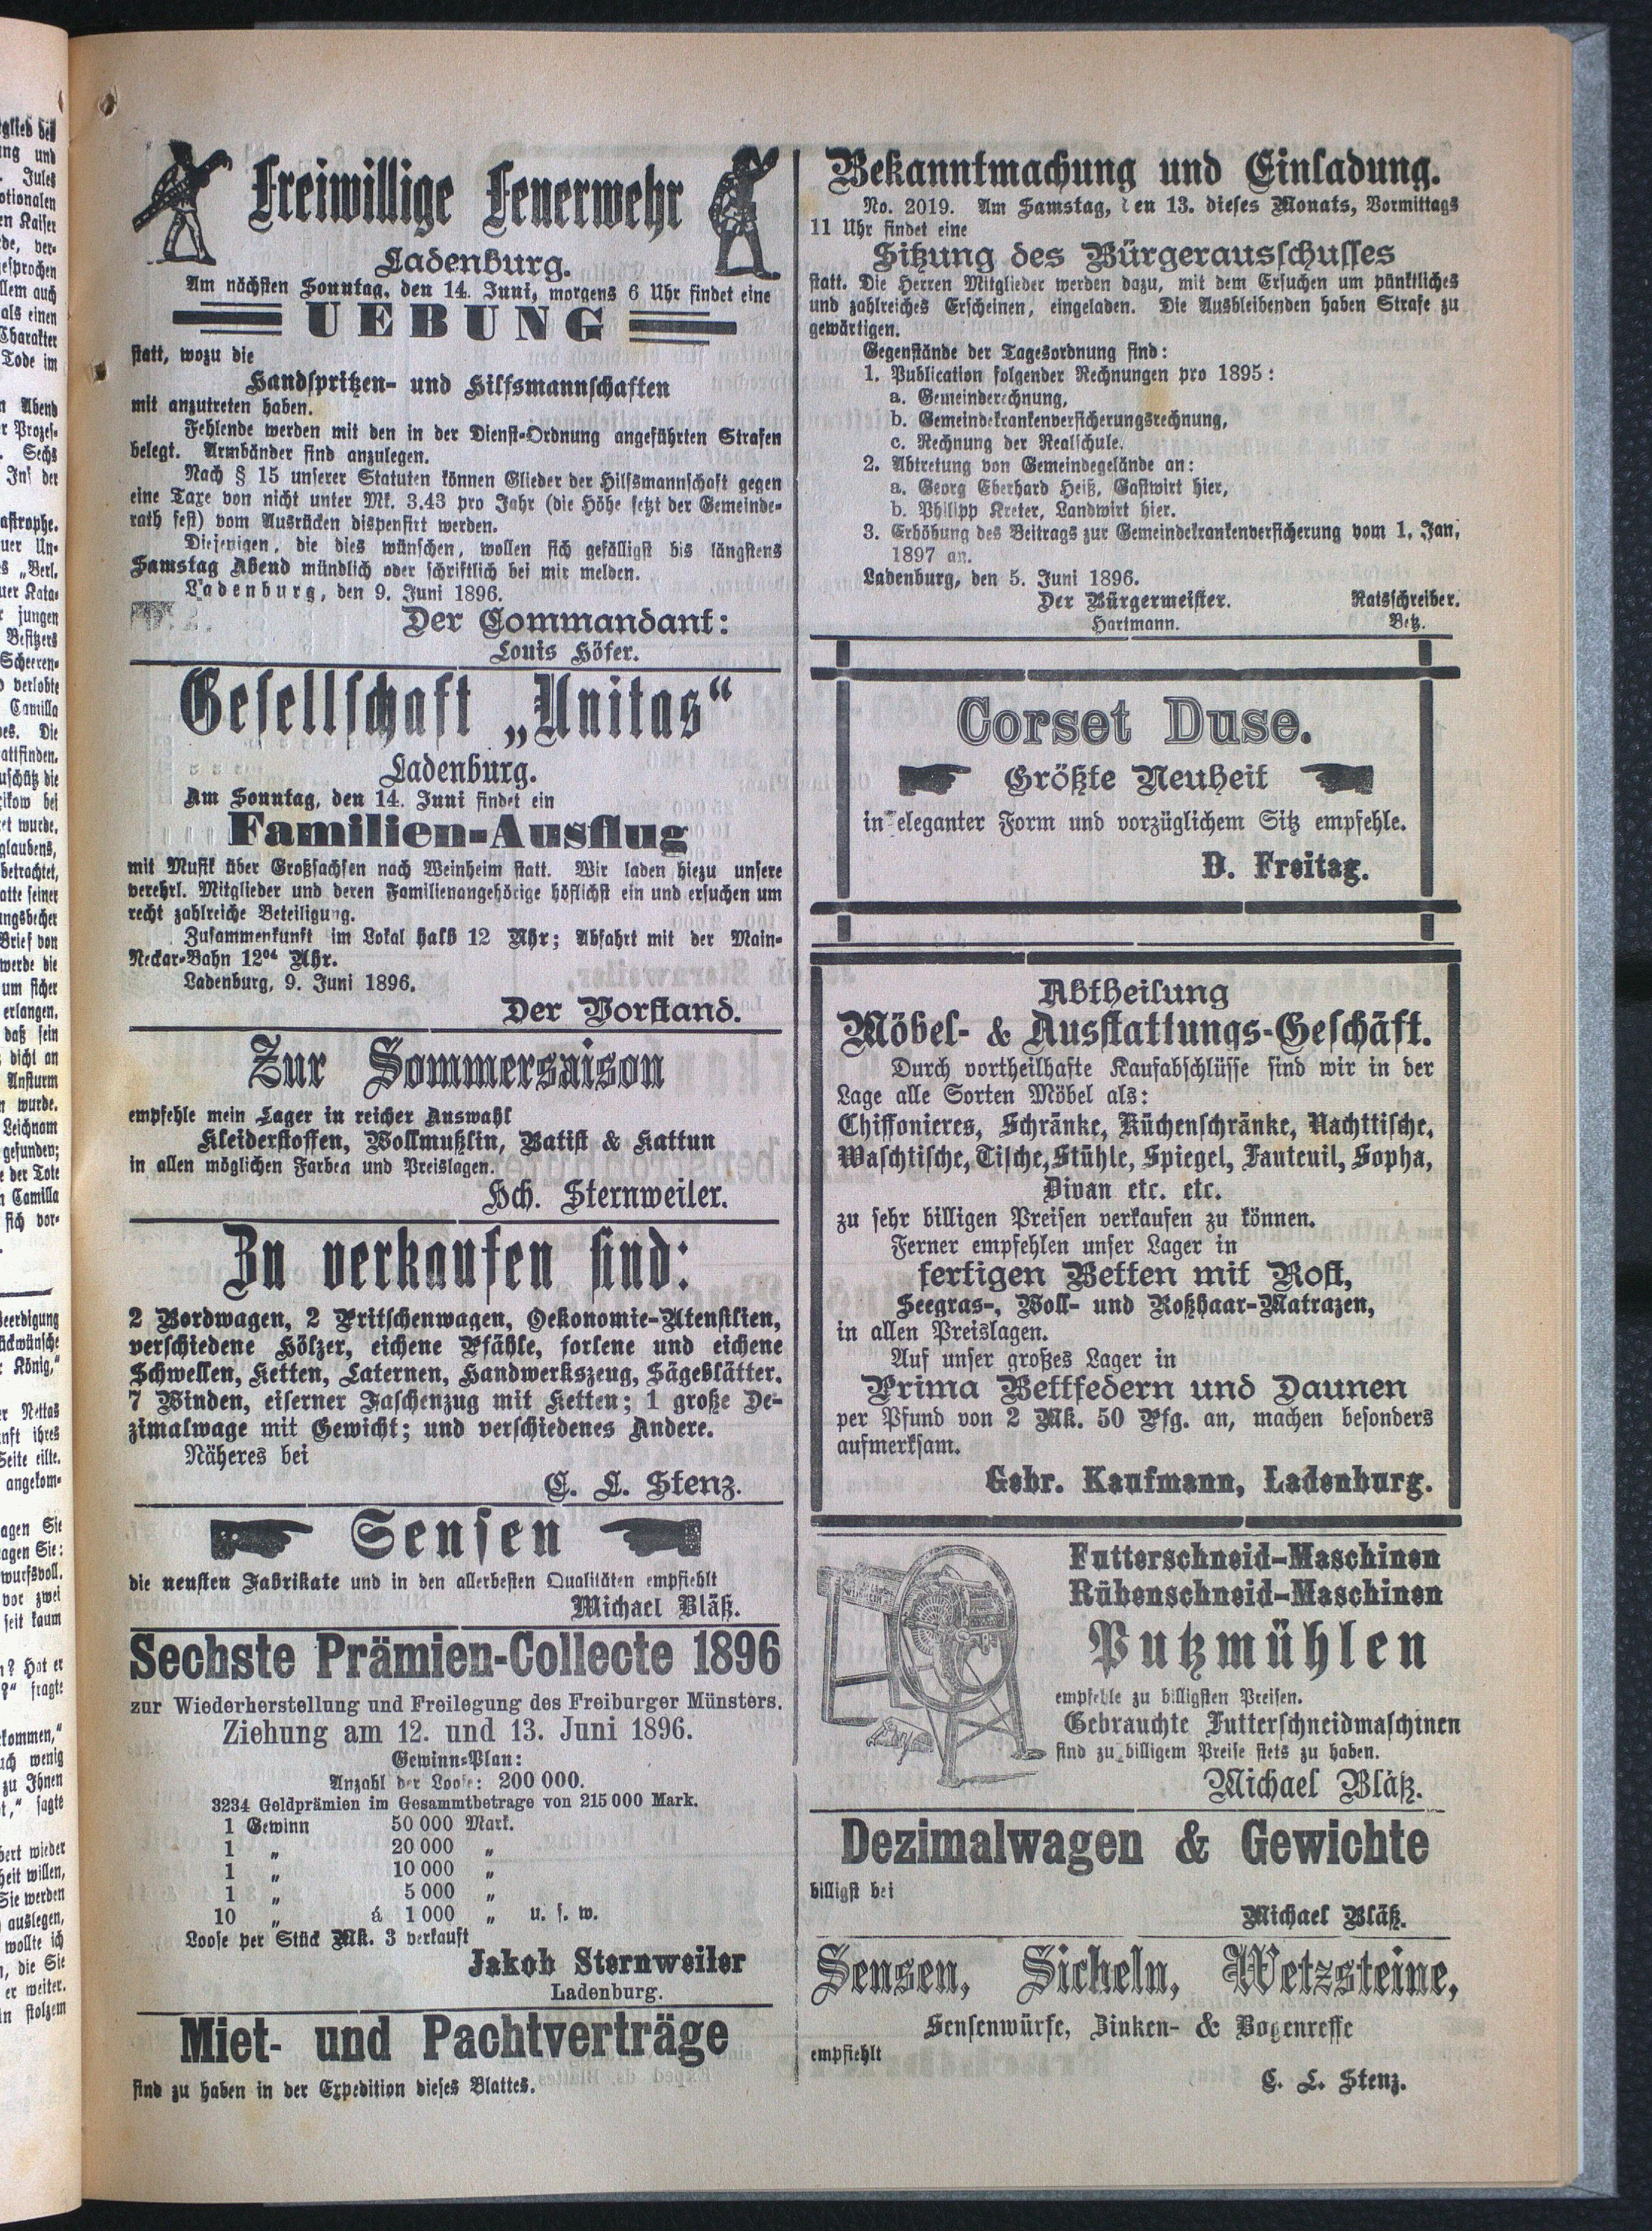 Freiwillige Feuerwehr
Ladenburg.
Am nächsten Sonntag, den 14. Juni, morgens 6 Uhr findet eine
UEBUNG
statt, wozu die
Handspritzen- und Hilfsmannschaften
mit anzutreten haben.
Fehlende werden mit den in der Dienst-Ordnung angeführten Strafen
belegt. Armbänder sind anzulegen.
Nach § 15 unserer Statuten können Glieder der Hilfsmannschaft gegen
eine Taxe von nicht unter Mk. 3.43 pro Jahr (die Höhe setzt der Gemeinde-
rath fest) vom Ausrücken dispensirt werden.
Diejenigen, die dies wünschen, wollen sich gefälligst bis längstens
Samstag Abend mündlich oder schriftlich bei mir melden.
Ladenburg, den 9. Juni 1896.
Der Commandant:
Louis Höfer.
Gesellschaft „Unitas“
Ladenburg.
Am Sonntag, den 14. Juni findet ein
Familien-Ausflug
mit Musik über Großsachsen nach Weinheim statt. Wir laden hiezu unsere
verehrl. Mitglieder und deren Familienangehörige höflichst ein und ersuchen um
recht zahlreiche Beteiligung.
Zusammenkunft im Lokal halb 12 Uhr; Abfahrt mit der Main-
Neckar-Bahn 12⁰⁴ Uhr.
Ladenburg, 9. Juni 1896.
Der Vorstand.
Zur Sommersaison
empfehle mein Lager in reicher Auswahl
Kleiderstoffen, Wollmußlin, Batist & Kattun
in allen möglichen Farben und Preislagen.
Hch. Sternweiler.
Zu verkaufen sind:
2 Bordwagen, 2 Pritschenwagen, Oekonomie-Utensilien,
verschiedene Hölzer, eichene Pfähle, forlene und eichene
Schwellen, Ketten, Laternen, Handwerkszeug, Sägeblätter,
7 Winden, eiserner Faschenzug mit Ketten; 1 große De-
zimalwage mit Gewicht; und verschiedenes Andere.
Näheres bei
C. L. Stenz.
Sensen
die neusten Fabrikate und in den allerbesten Qualitäten empfiehlt
Michael Bläß.
Sechste Prämien-Collecte 1896
zur Wiederherstellung und Freilegung des Freiburger Münsters.
Ziehung am 12. und 13. Juni 1896.
Gewinn-Plan:
Anzahl der Loose: 200 000.
3234 Geldprämien im Gesammtbetrage von 215 000 Mark.
1 Gewinn 50 000 Mark.
1 „ 20 000 „
1 „ 10 000 „
1 „ 5 000 „
10 „ á 1 000 „ u. s. w.
Loose per Stück Mk. 3 verkauft
Jakob Sternweiler
Ladenburg.
Miet- und Pachtverträge
sind zu haben in der Expedition dieses Blattes.
Bekanntmachung und Einladung.
No. 2019. Am Samstag, den 13. dieses Monats, Vormittags
11 Uhr findet eine
Sitzung des Bürgerausschusses
statt. Die Herren Mitglieder werden dazu, mit dem Ersuchen um pünktliches
und zahlreiches Erscheinen, eingeladen. Die Ausbleibenden haben Strafe zu
gewärtigen.
Gegenstände der Tagesordnung sind:
1. Publication folgender Rechnungen pro 1895:
a. Gemeinderechnung,
b. Gemeindekrankenversicherungsrechnung,
c. Rechnung der Realschule.
2. Abtretung von Gemeindegelände an:
a. Georg Eberhard Heiß, Gastwirt hier,
b. Philipp Kreter, Landwirt hier.
3. Erhöhung des Beitrags zur Gemeindekrankenversicherung vom 1. Jan,
1897 an.
Ladenburg, den 5. Juni 1896.
Der Bürgermeister. Ratsschreiber.
Hartmann. Betz.
Corset Duse.
Größte Neuheit
in eleganter Form und vorzüglichem Sitz empfehle.
D. Freitag.
Abtheilung
Möbel- & Ausstattungs-Geschäft.
Durch vortheilhafte Kaufabschlüsse sind wir in der
Lage alle Sorten Möbel als:
Chiffonieres, Schränke, Küchenschränke, Nachttische,
Waschtische, Tische, Stühle, Spiegel, Fauteuil, Sopha,
Divan etc. etc.
zu sehr billigen Preisen verkaufen zu können.
Ferner empfehlen unser Lager in
fertigen Betten mit Rost,
Seegras-, Woll- und Roßhaar-Matrazen,
in allen Preislagen.
Auf unser großes Lager in
Prima Bettfedern und Daunen
per Pfund von 2 Mk. 50 Pfg. an, machen besonders
aufmerksam.
Gebr. Kaufmann, Ladenburg.
Futterschneid-Maschinen
Rübenschneid-Maschinen
Putzmühlen
empfehle zu billigsten Preisen.
Gebrauchte Futterschneidmaschinen
sind zu billigem Preise stets zu haben.
Michael Bläß.
Dezimalwagen & Gewichte
billigst bei
Michael Bläß.
Sensen, Sicheln, Wetzsteine,
Sensenwürfe, Zinken- & Bogenreffe
empfiehlt
C. L. Stenz.